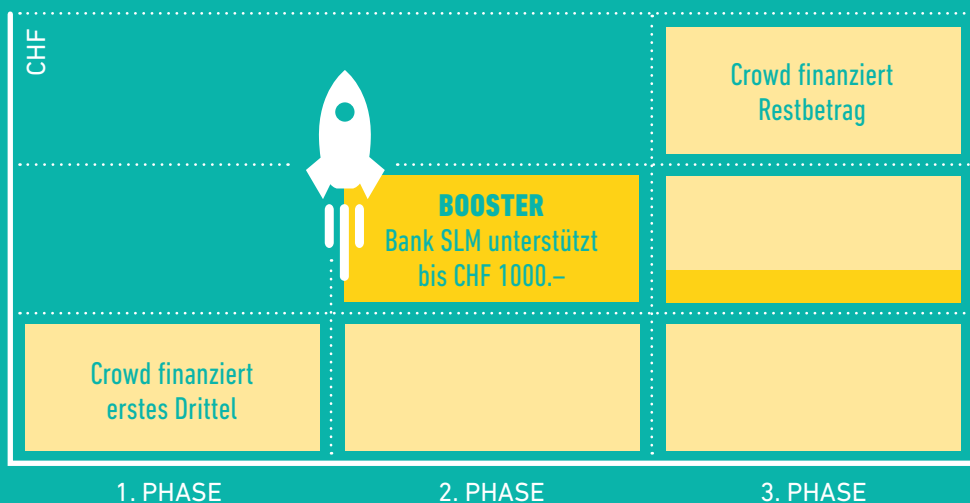 CHF
Crowd finanziert
Restbetrag
BOOSTER
Bank SLM unterstützt
bis CHF 1000.–
Crowd finanziert
erstes Drittel
1. PHASE
2. PHASE
3. PHASE